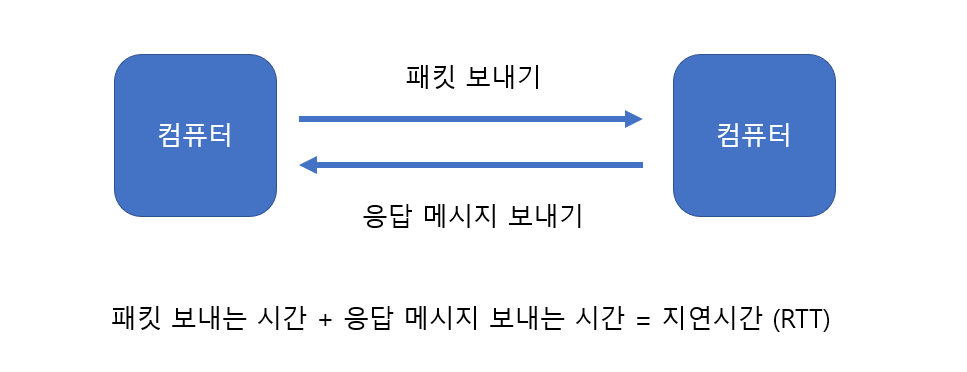 패킷 보내기
컴퓨터
컴퓨터
응답 메시지 보내기
패킷 보내는 시간 + 응답 메시지 보내는 시간 = 지연시간 (RTT)